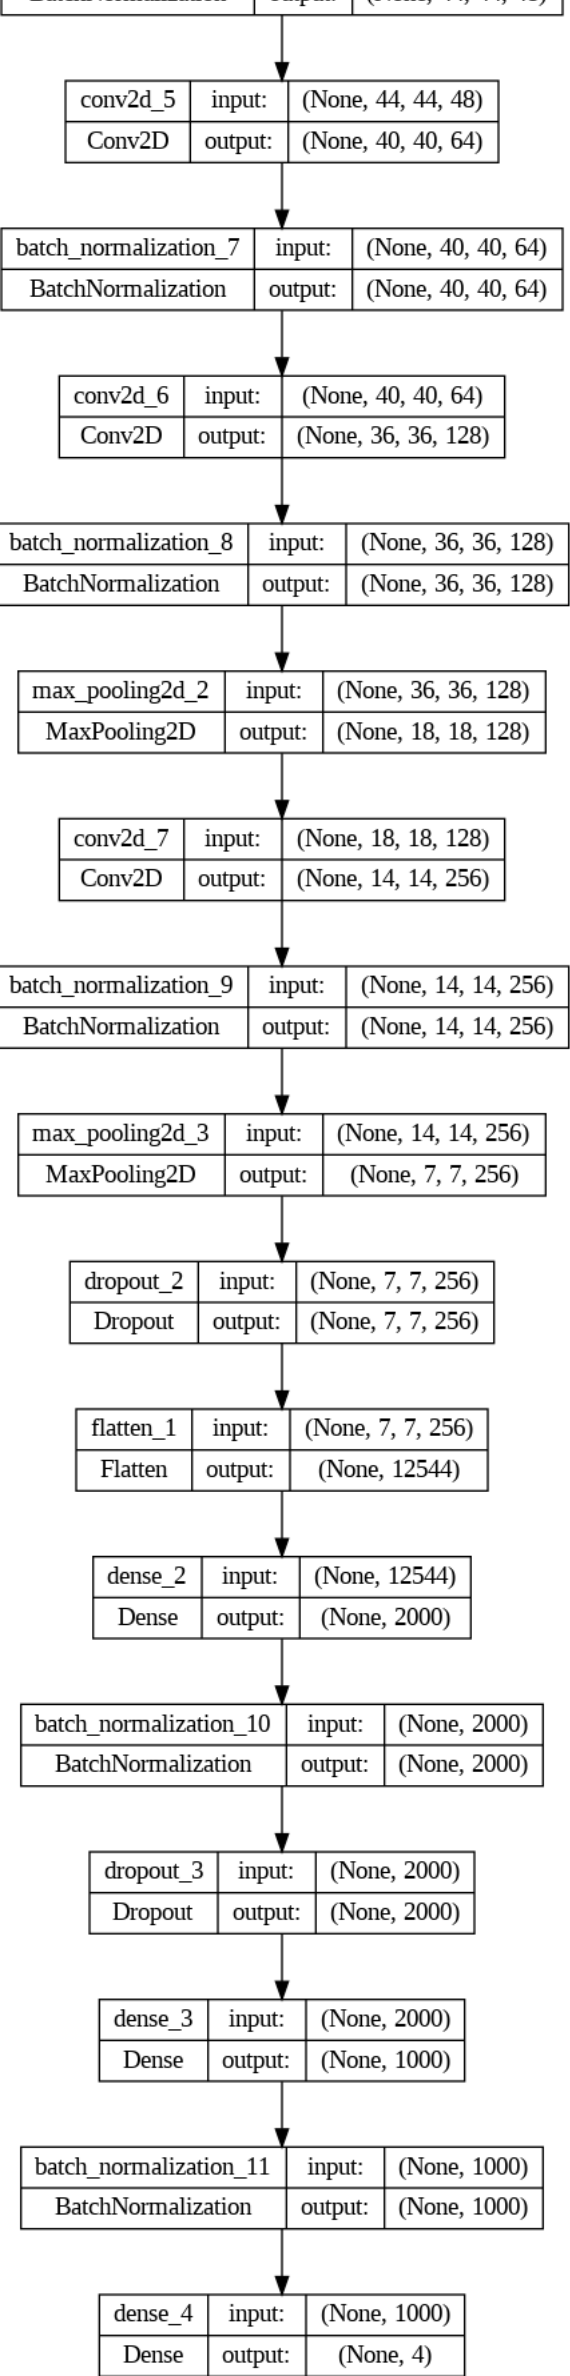 conv2d_5 input: (None, 44, 44, 48)
Conv2D output: (None, 40, 40, 64)
batch_normalization_7 input: (None, 40, 40, 64)
BatchNormalization output: (None, 40, 40, 64)
conv2d_6 input: (None, 40, 40, 64)
Conv2D output: (None, 36, 36, 128)
batch_normalization_8 input: (None, 36, 36, 128)
BatchNormalization output: (None, 36, 36, 128)
max_pooling2d_2 input: (None, 36, 36, 128)
MaxPooling2D output: (None, 18, 18, 128)
conv2d_7 input: (None, 18, 18, 128)
Conv2D output: (None, 14, 14, 256)
batch_normalization_9 input: (None, 14, 14, 256)
BatchNormalization output: (None, 14, 14, 256)
max_pooling2d_3 input: (None, 14, 14, 256)
MaxPooling2D output: (None, 7, 7, 256)
dropout_2 input: (None, 7, 7, 256)
Dropout output: (None, 7, 7, 256)
flatten_1 input: (None, 7, 7, 256)
Flatten output: (None, 12544)
dense_2 input: (None, 12544)
Dense output: (None, 2000)
batch_normalization_10 input: (None, 2000)
BatchNormalization output: (None, 2000)
dropout_3 input: (None, 2000)
Dropout output: (None, 2000)
dense_3 input: (None, 2000)
Dense output: (None, 1000)
batch_normalization_11 input: (None, 1000)
BatchNormalization output: (None, 1000)
dense_4 input: (None, 1000)
Dense output: (None, 4)